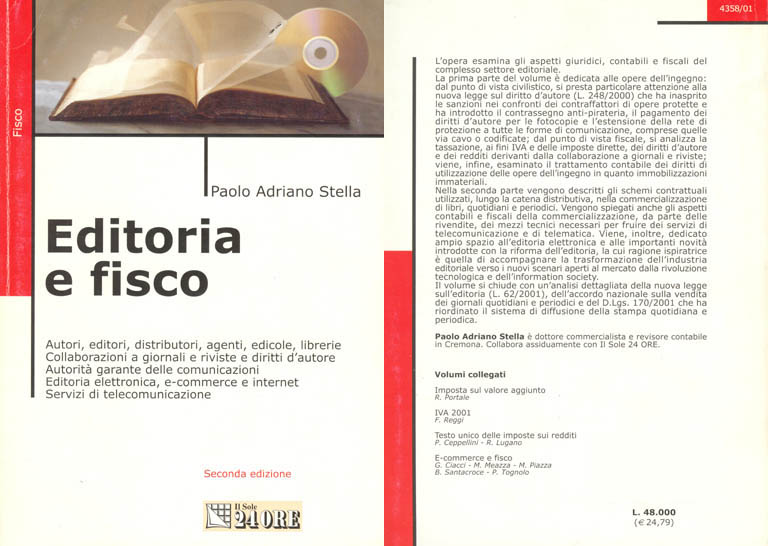 Fisco
Paolo Adriano Stella
Editoria
e fisco
Autori, editori, distributori, agenti, edicole, librerie
Collaborazioni a giornali e riviste e diritti d'autore
Autorità garante delle comunicazioni
Editoria elettronica, e-commerce e internet
Servizi di telecomunicazione
Seconda edizione
Il Sole
24 ORE
4358/01
L'opera esamina gli aspetti giuridici, contabili e fiscali del
complesso settore editoriale.
La prima parte del volume è dedicata alle opere dell'ingegno:
dal punto di vista civilistico, si presta particolare attenzione alla
nuova legge sul diritto d'autore (L. 248/2000) che ha inasprito
le sanzioni nei confronti dei contraffattori di opere protette e
ha introdotto il contrassegno anti-pirateria, il pagamento dei
diritti d'autore per le fotocopie e l'estensione della rete di
protezione a tutte le forme di comunicazione, comprese quelle
via cavo o codificate; dal punto di vista fiscale, si analizza la
tassazione, ai fini IVA e delle imposte dirette, dei diritti d'autore
e dei redditi derivanti dalla collaborazione a giornali e riviste;
viene, infine, esaminato il trattamento contabile dei diritti di
utilizzazione delle opere dell'ingegno in quanto immobilizzazioni
immateriali.
Nella seconda parte vengono descritti gli schemi contrattuali
utilizzati, lungo la catena distributiva, nella commercializzazione
di libri, quotidiani e periodici. Vengono spiegati anche gli aspetti
contabili e fiscali della commercializzazione, da parte delle
rivendite, dei mezzi tecnici necessari per fruire dei servizi di
telecomunicazione e di telematica. Viene, inoltre, dedicato
ampio spazio all'editoria elettronica e alle importanti novità
introdotte con la riforma dell'editoria, la cui ragione ispiratrice
è quella di accompagnare la trasformazione dell'industria
editoriale verso i nuovi scenari aperti al mercato dalla rivoluzione
tecnologica e dell'information society.
Il volume si chiude con un'analisi dettagliata della nuova legge
sull'editoria (L. 62/2001), dell'accordo nazionale sulla vendita
dei giornali quotidiani e periodici e del D.Lgs. 170/2001 che ha
riordinato il sistema di diffusione della stampa quotidiana e
periodica.
Paolo Adriano Stella è dottore commercialista e revisore contabile
in Cremona. Collabora assiduamente con Il Sole 24 ORE.
Volumi collegati
Imposta sul valore aggiunto
R. Portale
IVA 2001
F. Reggi
Testo unico delle imposte sui redditi
P. Ceppellini - R. Lugano
E-commerce e fisco
G. Ciacci - M. Meazza - M. Piazza
B. Santacroce - P. Tognolo
L. 48.000
(€ 24,79)